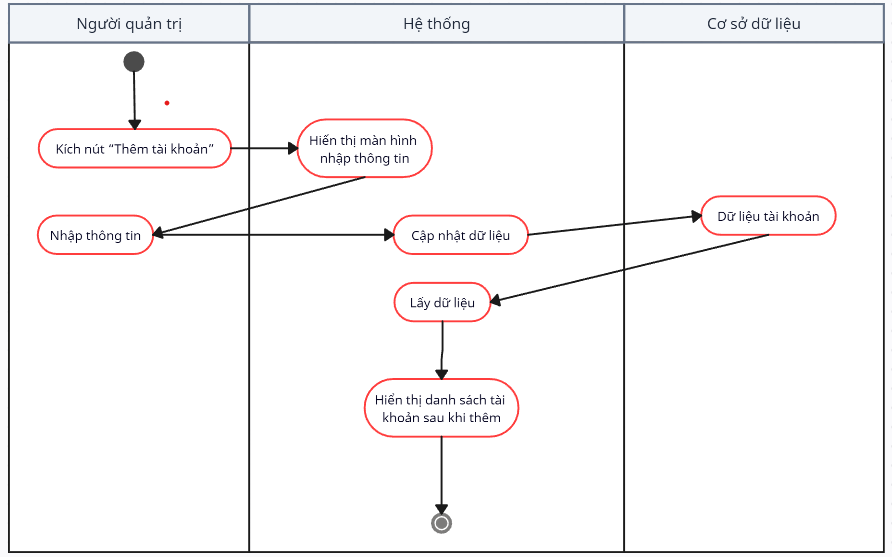 Người quản trị
Hệ thống
Cơ sở dữ liệu
Kích nút “Thêm tài khoản”
Hiển thị màn hình
nhập thông tin
Dữ liệu tài khoản
Nhập thông tin
Cập nhật dữ liệu
Lấy dữ liệu
Hiển thị danh sách tài
khoản sau khi thêm